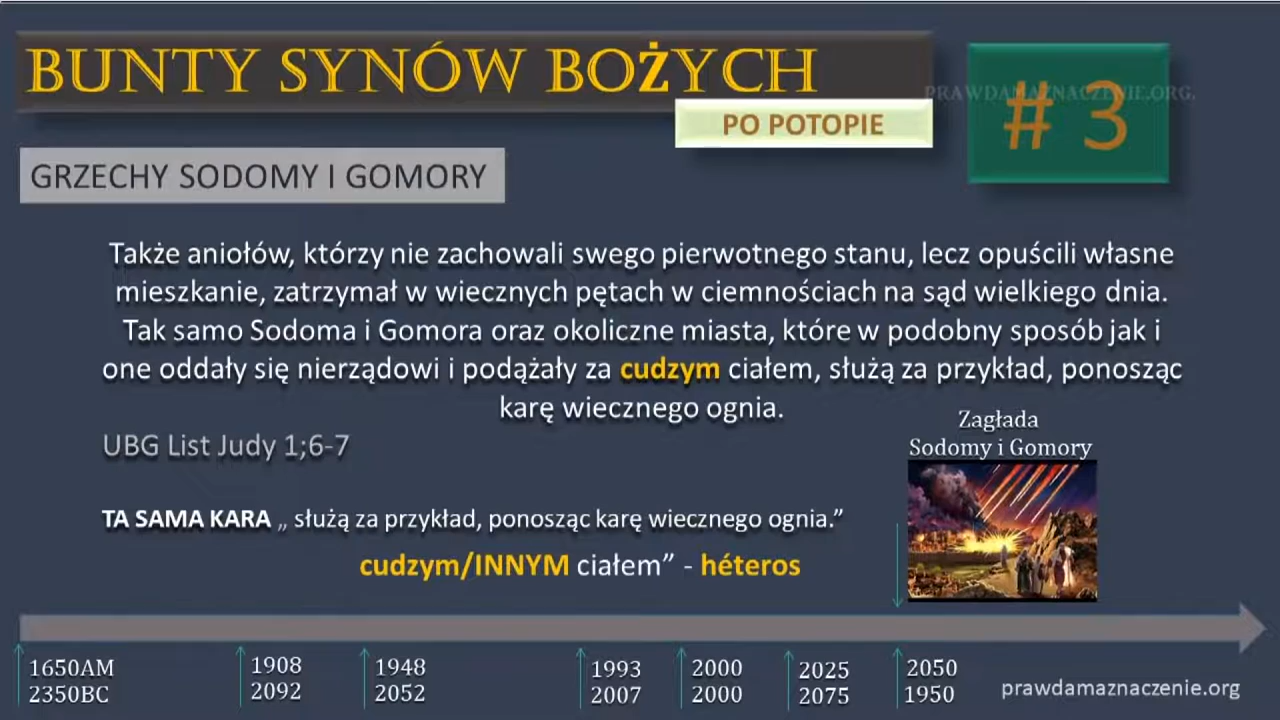 BUNTY SYNÓW BOŻYCH
PRAWDAMAZNACZENIE.ORG.
# 3
PO POTOPIE
GRZECHY SODOMY I GOMORY
Także aniołów, którzy nie zachowali swego pierwotnego stanu, lecz opuścili własne
mieszkanie, zatrzymał w wiecznych pętach w ciemnościach na sąd wielkiego dnia.
Tak samo Sodoma i Gomora oraz okoliczne miasta, które w podobny sposób jak i
one oddały się nierządowi i podążały za cudzym ciałem, służą za przykład, ponosząc
karę wiecznego ognia.
UBG List Judy 1;6-7
Zagłada
Sodomy i Gomory
TA SAMA KARA „ służą za przykład, ponosząc karę wiecznego ognia.”
cudzym/INNYM ciałem” - héteros
1650AM
2350BC
1908
2092
1948
2052
1993
2007
2000
2000
2025
2075
2050
1950
prawdamaznaczenie.org